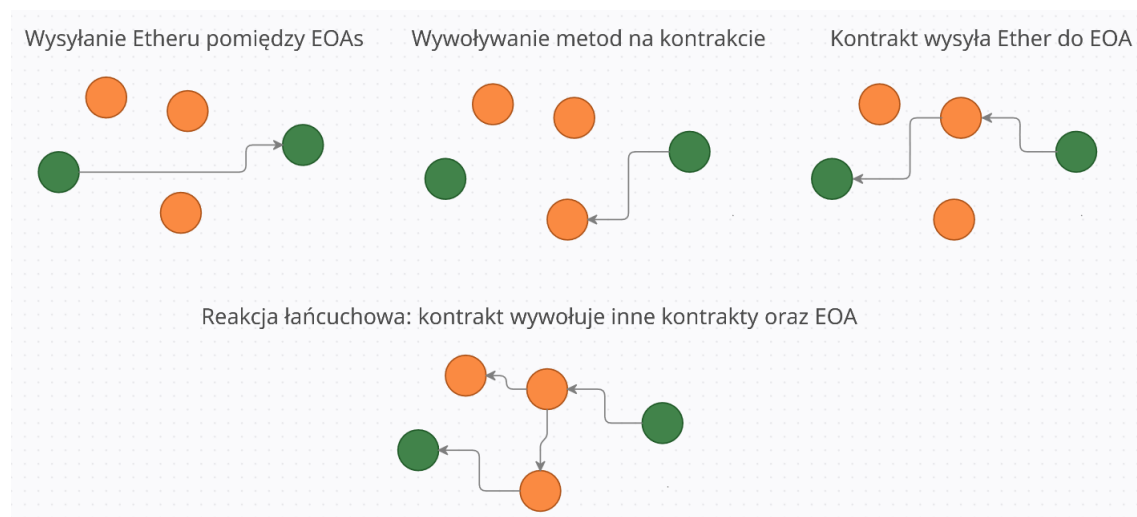 Wysyłanie Etheru pomiędzy EOAs
Wywoływanie metod na kontrakcie
Kontrakt wysyła Ether do EOA
Reakcja łańcuchowa: kontrakt wywołuje inne kontrakty oraz EOA